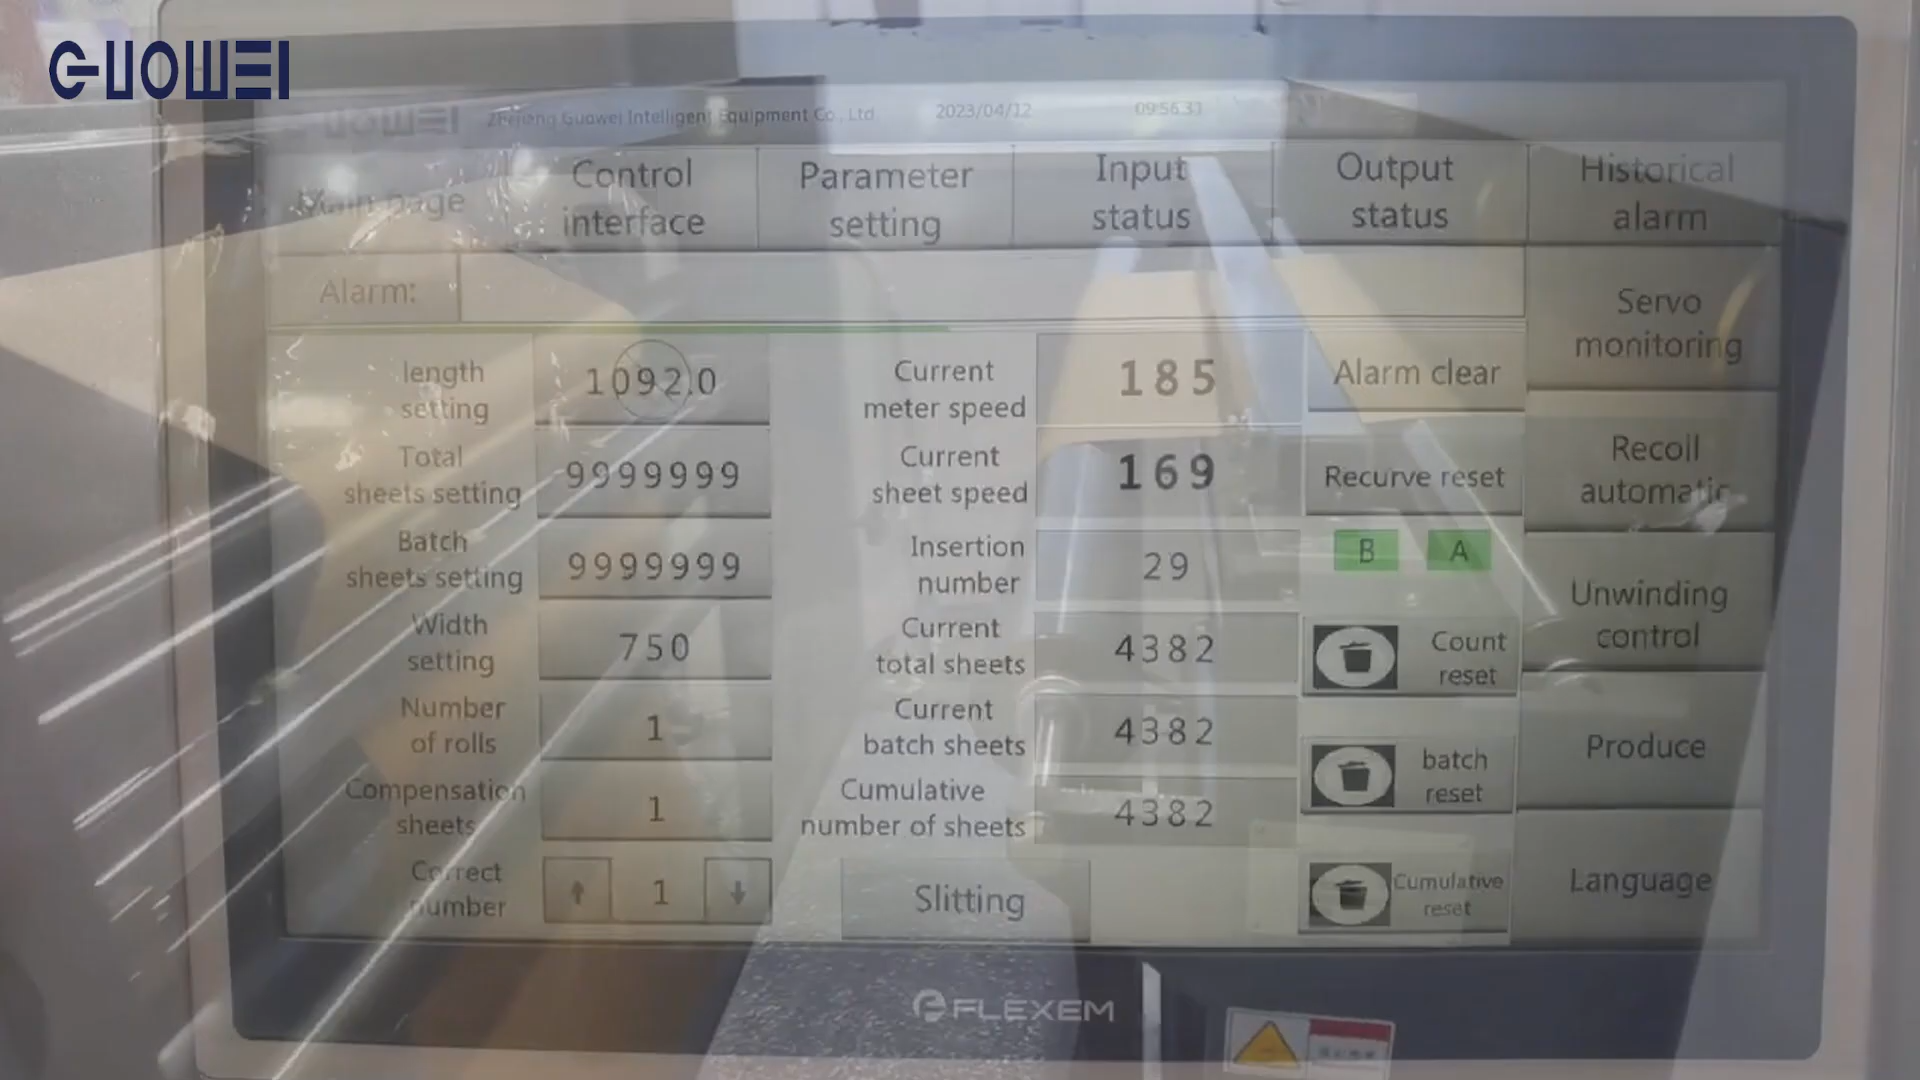 GUOWEI
UOWEI
Guowei Intelligent Equipment Co., Ltd
2023/04/12
09:56:33
Main page
Control
interface
Parameter
setting
Input
status
Output
status
Historical
alarm
Alarm:
Servo
monitoring
length
setting
1092.0
Current
meter speed
185
Alarm clear
Total
sheets setting
9999999
Current
sheet speed
169
Recurve reset
Recoil
automatic
Batch
sheets setting
9999999
Insertion
number
29
B
A
Unwinding
control
Width
setting
750
Current
total sheets
4382
Count
reset
Number
of rolls
1
Current
batch sheets
4382
batch
reset
Produce
Compensation
sheets
1
Cumulative
number of sheets
4382
Correct
number
1
Slitting
Cumulative
reset
Language
FLEXEM